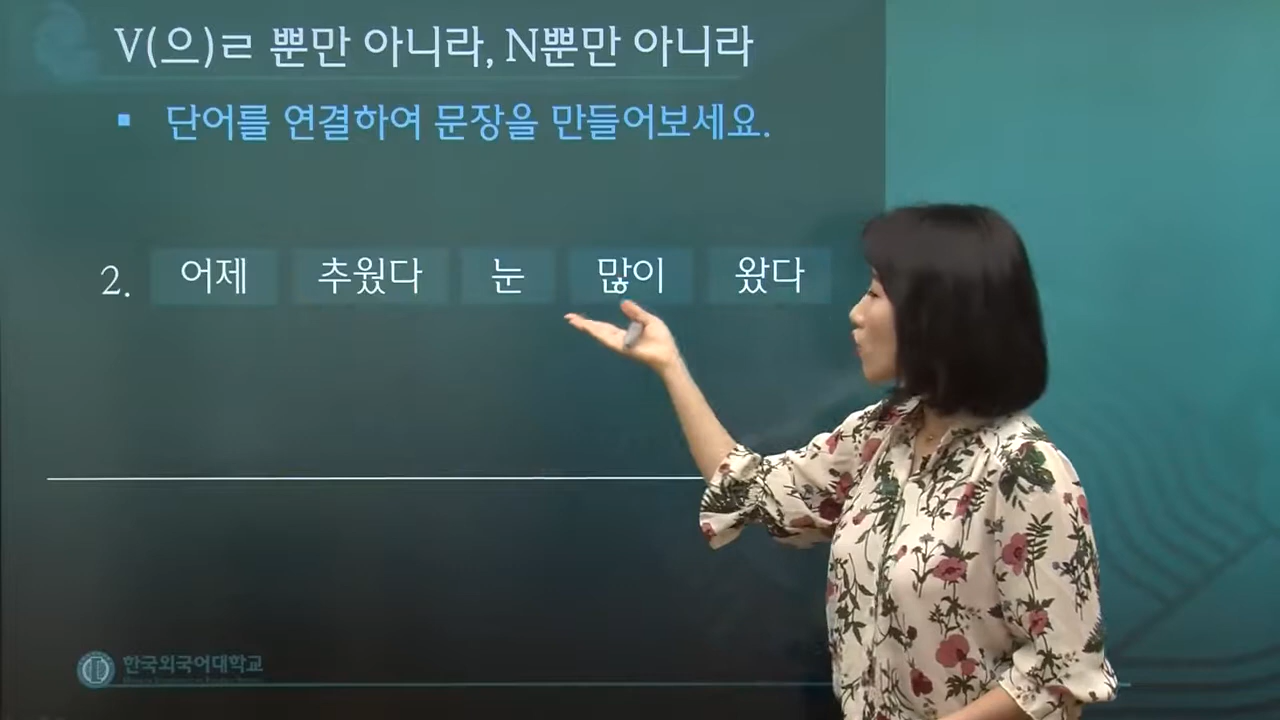 V(으)ㄹ 뿐만 아니라, N뿐만 아니라
▪ 단어를 연결하여 문장을 만들어보세요.
2. 어제 추웠다 눈 많이 왔다
한국외국어대학교